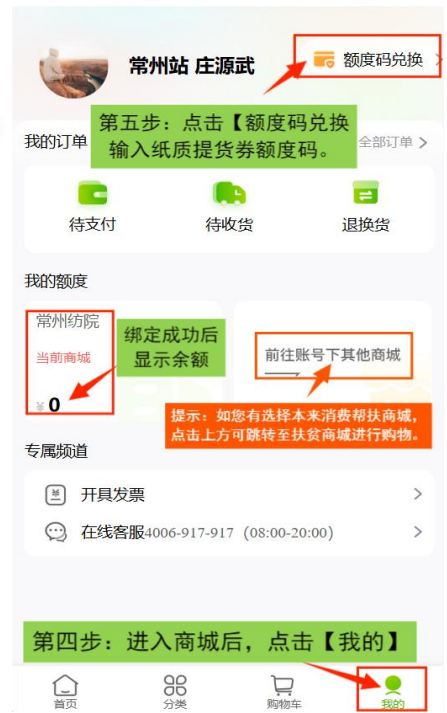 常州站 庄源武
额度码兑换 >
第五步：点击【额度码兑换
输入纸质提货券额度码。
我的订单
全部订单 >
待支付
待收货
退换货
我的额度
常州纺院
当前商城
¥ 0
绑定成功后
显示余额
前往账号下其他商城
提示：如您有选择本来消费帮扶商城，
点击上方可跳转至扶贫商城进行购物。
专属频道
开具发票 >
在线客服4006-917-917（08:00-20:00） >
第四步：进入商城后，点击【我的】
首页
分类
购物车
我的